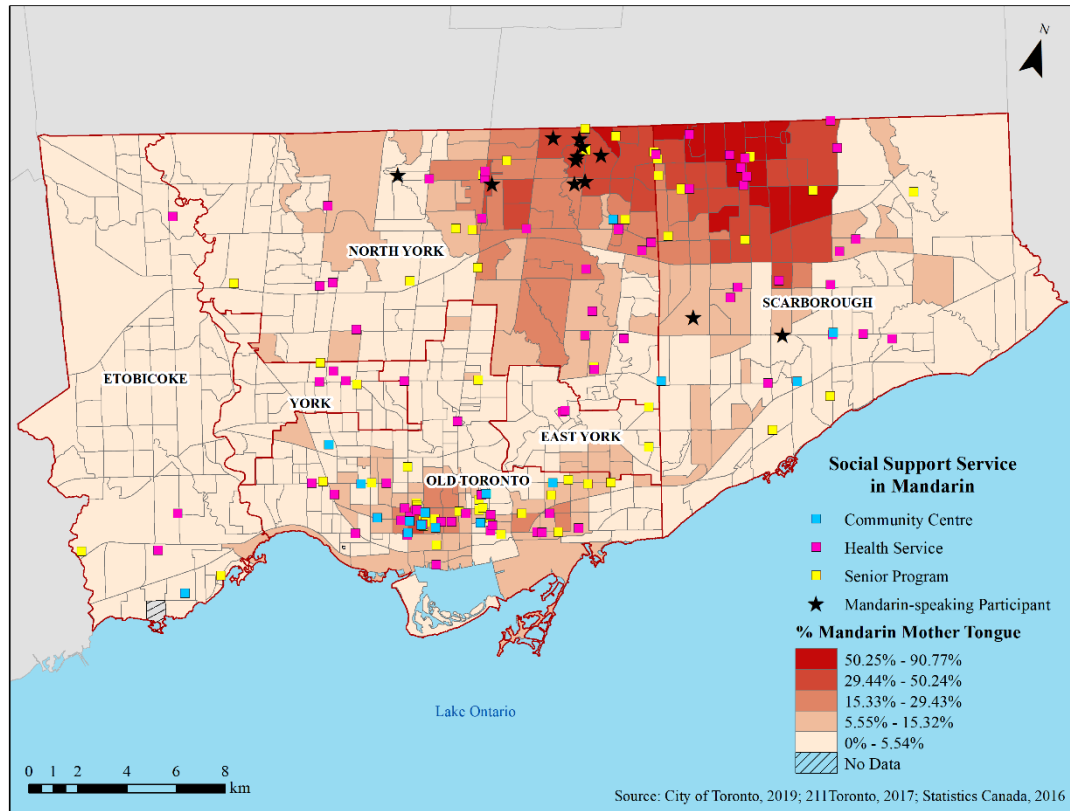 N
NORTH YORK
SCARBOROUGH
ETOBICOKE
YORK
EAST YORK
OLD TORONTO
Social Support Service
in Mandarin
Community Centre
Health Service
Senior Program
Mandarin-speaking Participant
% Mandarin Mother Tongue
50.25% - 90.77%
29.44% - 50.24%
15.33% - 29.43%
5.55% - 15.32%
0% - 5.54%
No Data
Lake Ontario
0 1 2 4 6 8
km
Source: City of Toronto, 2019; 211Toronto, 2017; Statistics Canada, 2016